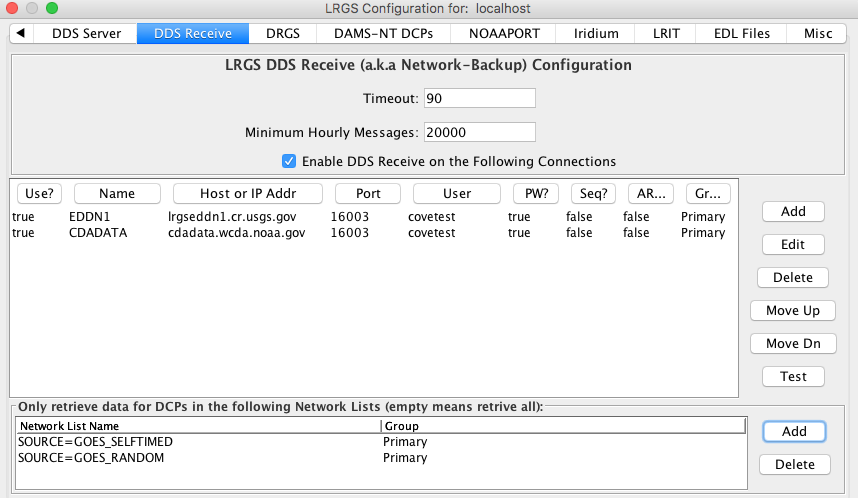 LRGS Configuration for: localhost
DDS Server DDS Receive DRGS DAMS-NT DCPs NOAAPORT Iridium LRIT EDL Files Misc
LRGS DDS Receive (a.k.a Network-Backup) Configuration
Timeout: 90
Minimum Hourly Messages: 20000
Enable DDS Receive on the Following Connections
Use? Name Host or IP Addr Port User PW? Seq? AR... Gr...
true EDDN1 lrgseddn1.cr.usgs.gov 16003 covetest true false false Primary
true CDADATA cdadata.wcda.noaa.gov 16003 covetest true false false Primary
Add
Edit
Delete
Move Up
Move Dn
Test
Only retrieve data for DCPs in the following Network Lists (empty means retrive all):
Network List Name Group
SOURCE=GOES_SELFTIMED Primary
SOURCE=GOES_RANDOM Primary
Add
Delete